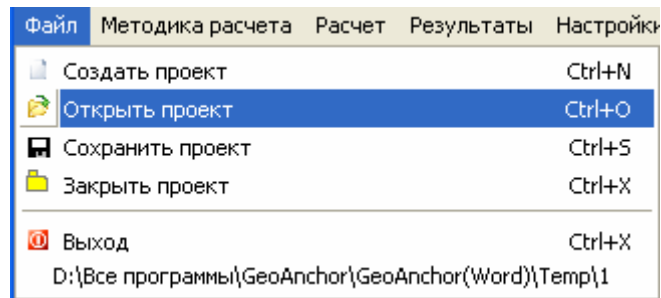 Файл Методика расчета Расчет Результаты Настройки
Создать проект Ctrl+N
Открыть проект Ctrl+O
Сохранить проект Ctrl+S
Закрыть проект Ctrl+X
Выход Ctrl+X
D:\Все программы\GeoAnchor\GeoAnchor(Word)\Temp\1